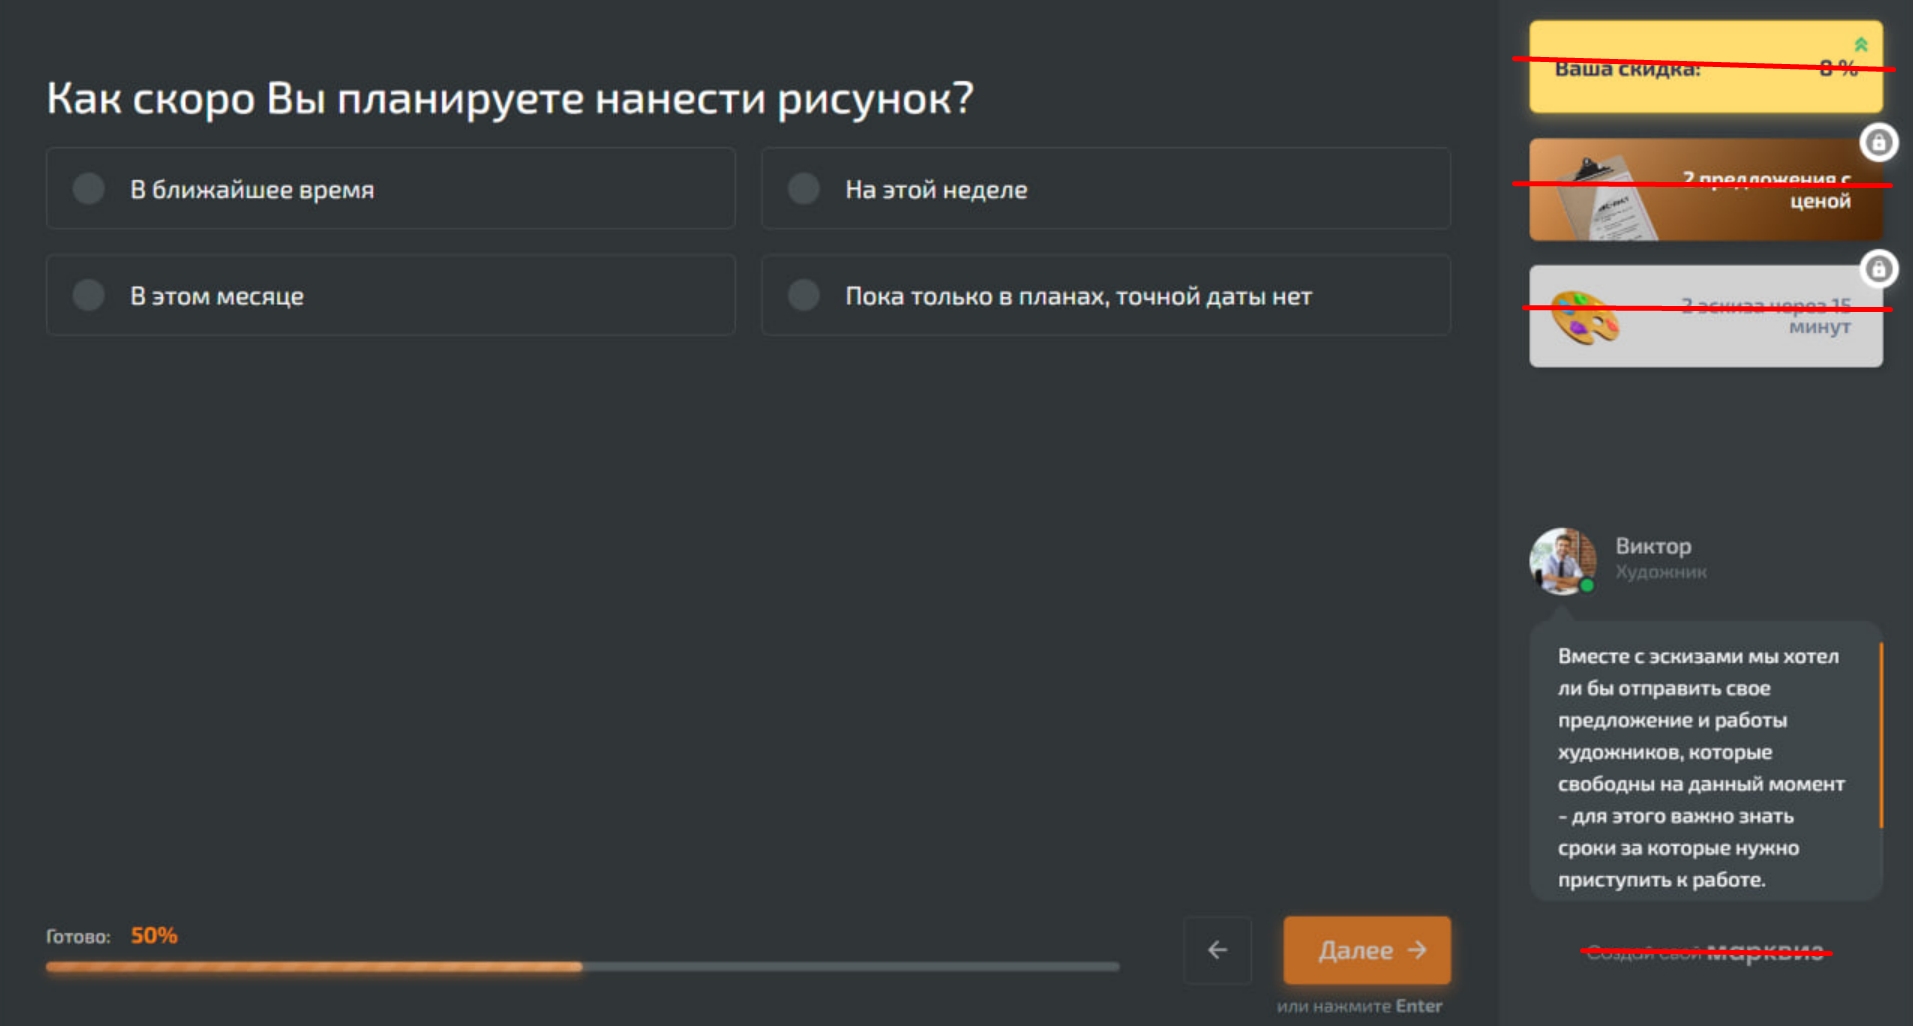 Как скоро Вы планируете нанести рисунок?
В ближайшее время
На этой неделе
В этом месяце
Пока только в планах, точной даты нет
Готово: 50%
Далее →
или нажмите Enter
Ваша скидка: 8 %
2 предложения с
ценой
2 эскиза через 15
минут
Виктор
Художник
Вместе с эскизами мы хотел
ли бы отправить свое
предложение и работы
художников, которые
свободны на данный момент
- для этого важно знать
сроки за которые нужно
приступить к работе.
Создай свой марквиз